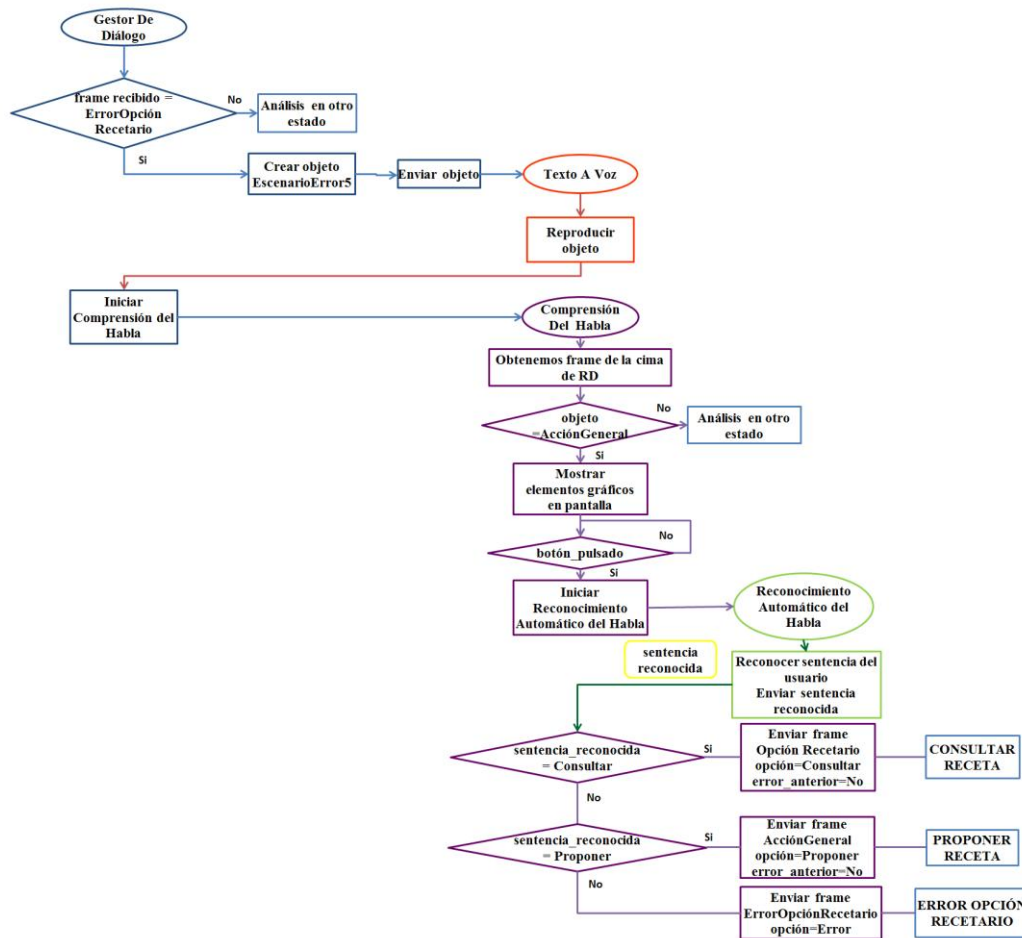 Gestor De
Diálogo
frame recibido =
ErrorOpción
Recetario
No
Análisis en otro
estado
Si
Crear objeto
EscenarioError5
Enviar objeto
Texto A Voz
Reproducir
objeto
Iniciar
Comprensión del
Habla
Comprensión
Del Habla
Obtenemos frame de la cima
de RD
objeto
=AcciónGeneral
No
Análisis en otro
estado
Si
Mostrar
elementos gráficos
en pantalla
botón_pulsado
No
Si
Iniciar
Reconocimiento
Automático del Habla
Reconocimiento
Automático del
Habla
sentencia
reconocida
Reconocer sentencia del
usuario
Enviar sentencia
reconocida
sentencia_reconocida
= Consultar
Si
Enviar frame
Opción Recetario
opción=Consultar
error_anterior=No
CONSULTAR
RECETA
No
sentencia_reconocida
= Proponer
Si
Enviar frame
AcciónGeneral
opción=Proponer
error_anterior=No
PROPONER
RECETA
No
Enviar frame
ErrorOpciónRecetario
opción=Error
ERROR OPCIÓN
RECETARIO